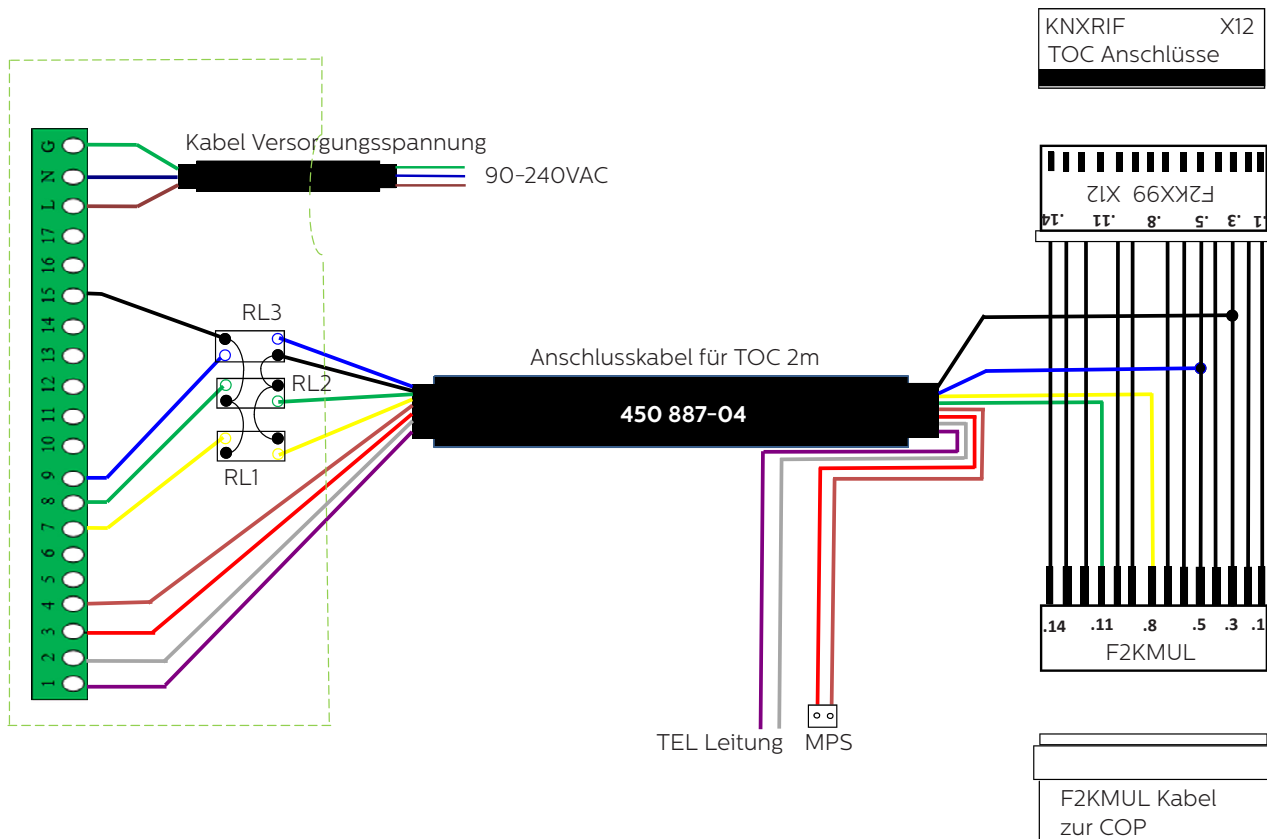 KNXRIF X12
TOC Anschlüsse
Kabel Versorgungsspannung
90-240VAC
G
N
L
17
16
15
14
13
12
11
10
9
8
7
6
5
4
3
2
1
RL3
RL2
RL1
Anschlusskabel für TOC 2m
450 887-04
F2KX99 X12
.14 .11 .8 .5 .3 .1
.14 .11 .8 .5 .3 .1
F2KMUL
TEL Leitung MPS
F2KMUL Kabel
zur COP